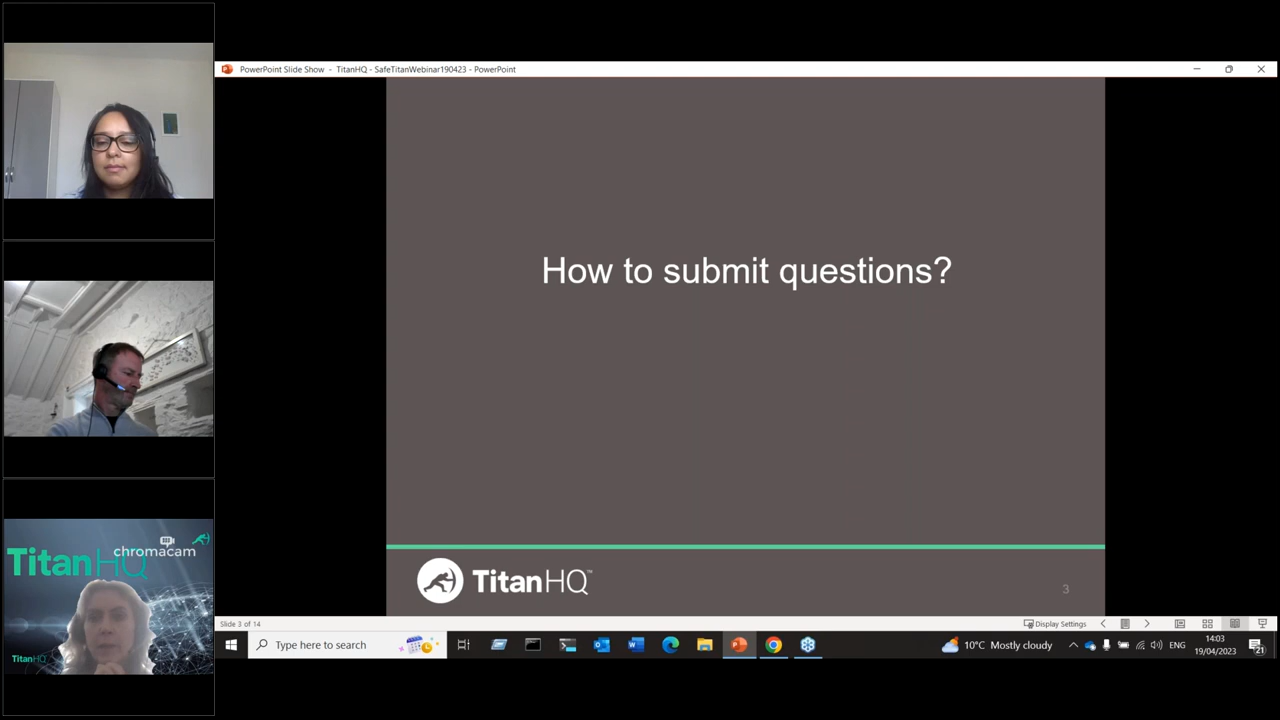 PowerPoint Slide Show - TitanHQ - SafeTitanWebinar190423 - PowerPoint
How to submit questions?
TitanHQ™
3
chromacam
TitanHQ
TitanHQ
Slide 3 of 14
Display Settings
Type here to search
10°C Mostly cloudy
ENG
14:03
19/04/2023
21